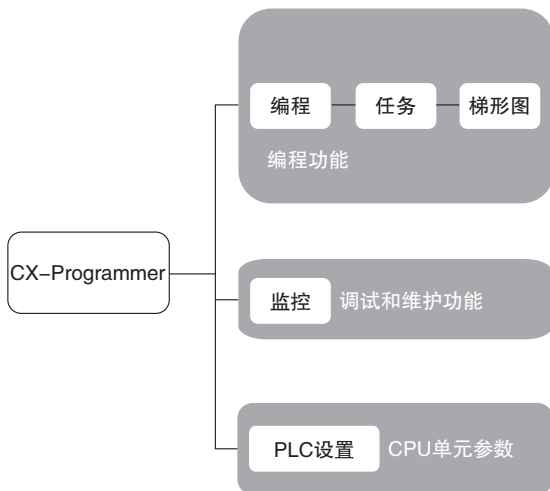 编程 任务 梯形图
编程功能
CX–Programmer
监控 调试和维护功能
PLC设置 CPU单元参数